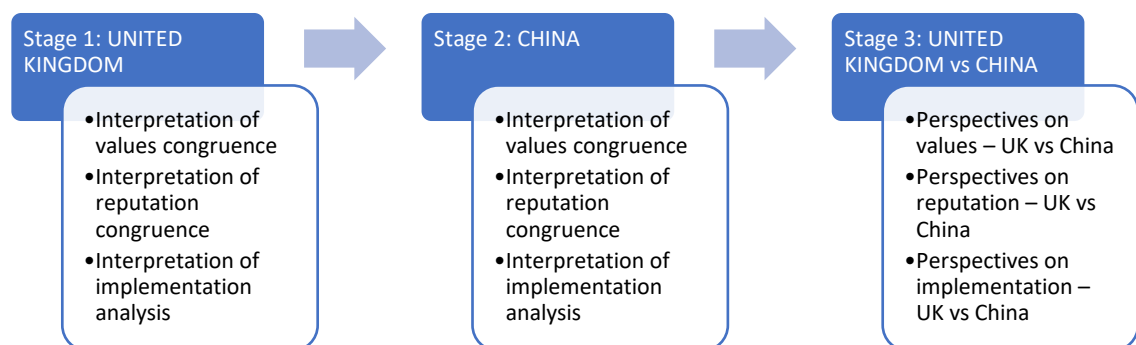 Stage 1: UNITED
KINGDOM
•Interpretation of
values congruence
•Interpretation of
reputation
congruence
•Interpretation of
implementation
analysis
Stage 2: CHINA
•Interpretation of
values congruence
•Interpretation of
reputation
congruence
•Interpretation of
implementation
analysis
Stage 3: UNITED
KINGDOM vs CHINA
•Perspectives on
values – UK vs China
•Perspectives on
reputation – UK vs
China
•Perspectives on
implementation –
UK vs China